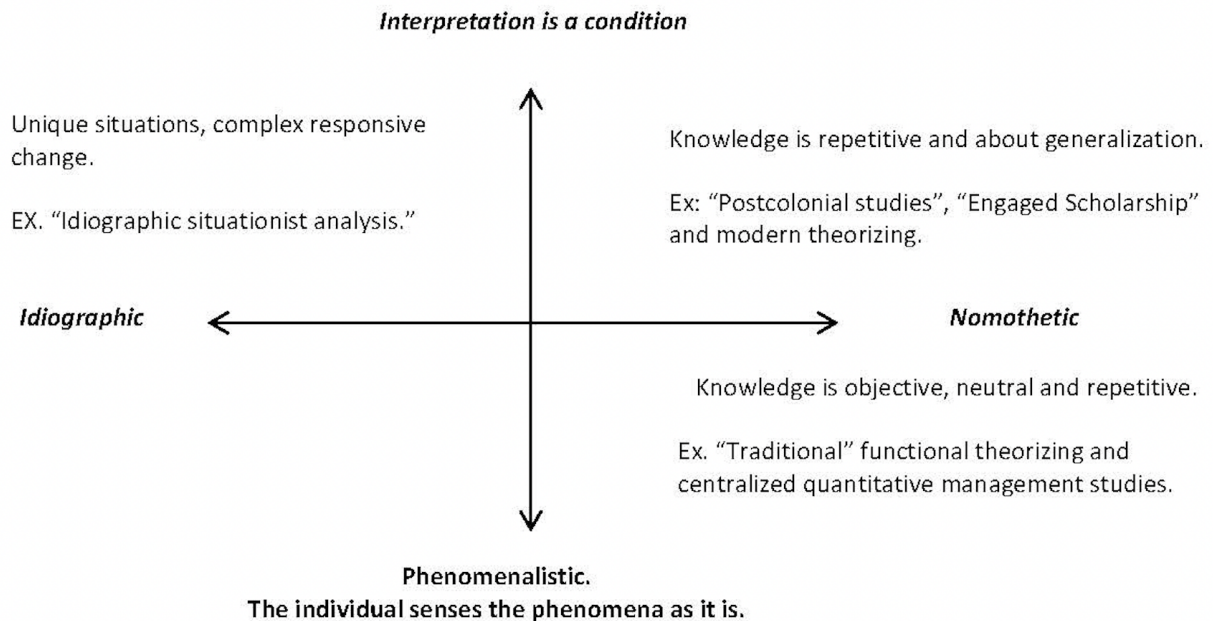 Interpretation is a condition
Unique situations, complex responsive
change.
EX. “Idiographic situationist analysis.”
Knowledge is repetitive and about generalization.
Ex: “Postcolonial studies”, “Engaged Scholarship”
and modern theorizing.
Idiographic
Nomothetic
Knowledge is objective, neutral and repetitive.
Ex. “Traditional” functional theorizing and
centralized quantitative management studies.
Phenomenalistic.
The individual senses the phenomena as it is.